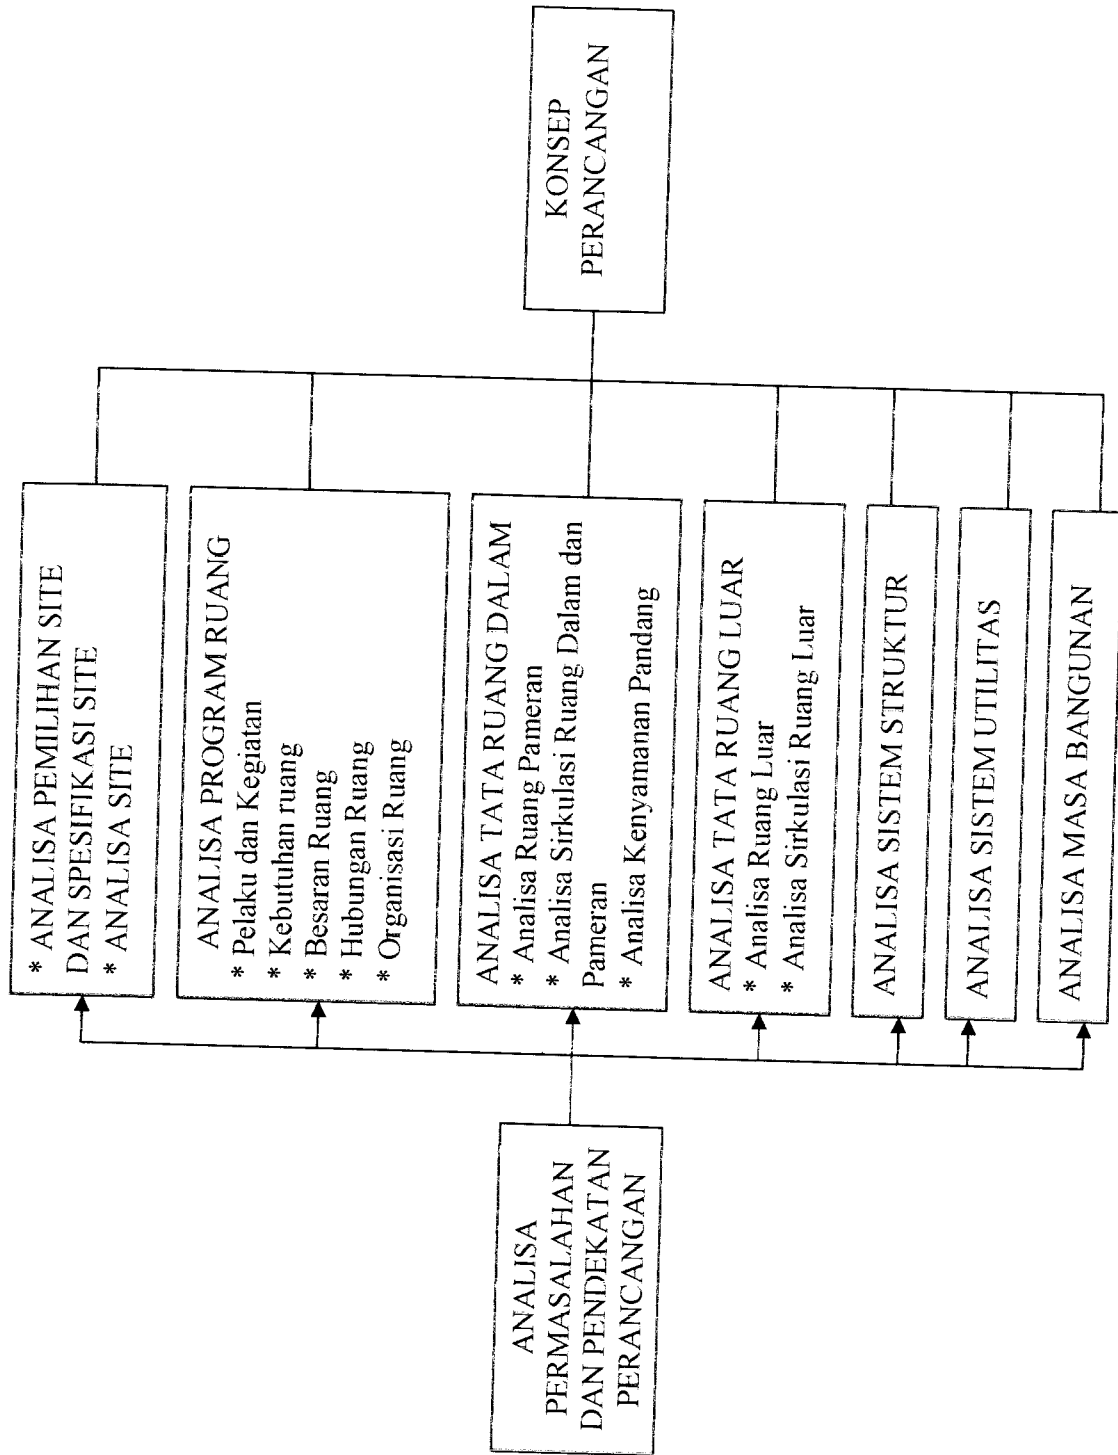 ANALISA
PERMASALAHAN
DAN PENDEKATAN
PERANCANGAN
* ANALISA PEMILIHAN SITE
DAN SPESIFIKASI SITE
* ANALISA SITE
ANALISA PROGRAM RUANG
* Pelaku dan Kegiatan
* Kebutuhan ruang
* Besaran Ruang
* Hubungan Ruang
* Organisasi Ruang
ANALISA TATA RUANG DALAM
* Analisa Ruang Pameran
* Analisa Sirkulasi Ruang Dalam dan
Pameran
* Analisa Kenyamanan Pandang
ANALISA TATA RUANG LUAR
* Analisa Ruang Luar
* Analisa Sirkulasi Ruang Luar
ANALISA SISTEM STRUKTUR
ANALISA SISTEM UTILITAS
ANALISA MASA BANGUNAN
KONSEP
PERANCANGAN